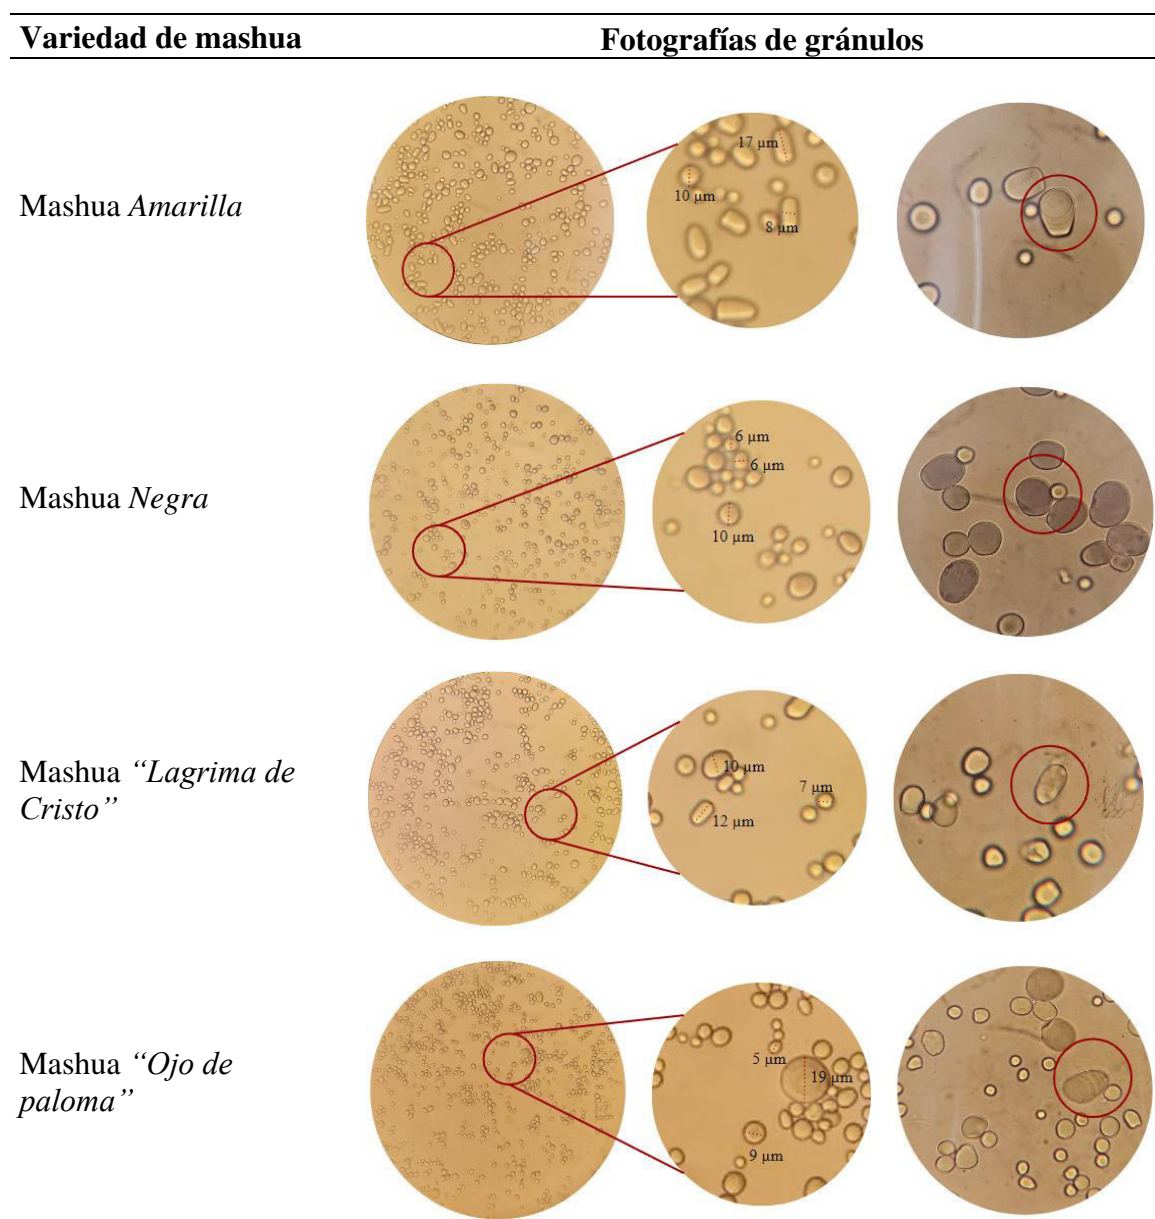 Variedad de mashua
Fotografías de gránulos
Mashua Amarilla
17 µm
10 µm
8 µm
Mashua Negra
6 µm
6 µm
10 µm
Mashua “Lagrima de
Cristo”
10 µm
7 µm
12 µm
Mashua “Ojo de
paloma”
5 µm
19 µm
9 µm